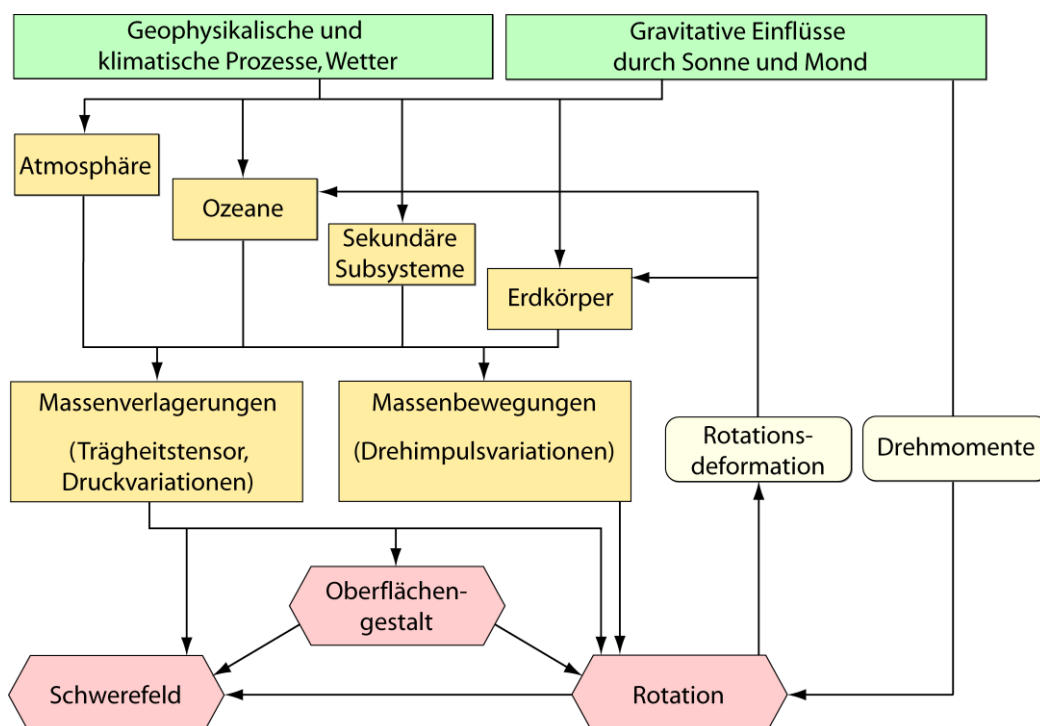 Geophysikalische und
klimatische Prozesse, Wetter
Gravitative Einflüsse
durch Sonne und Mond
Atmosphäre
Ozeane
Sekundäre
Subsysteme
Erdkörper
Massenverlagerungen
(Trägheitstensor,
Druckvariationen)
Massenbewegungen
(Drehimpulsvariationen)
Rotations-
deformation
Drehmomente
Oberflächen-
gestalt
Schwerefeld
Rotation